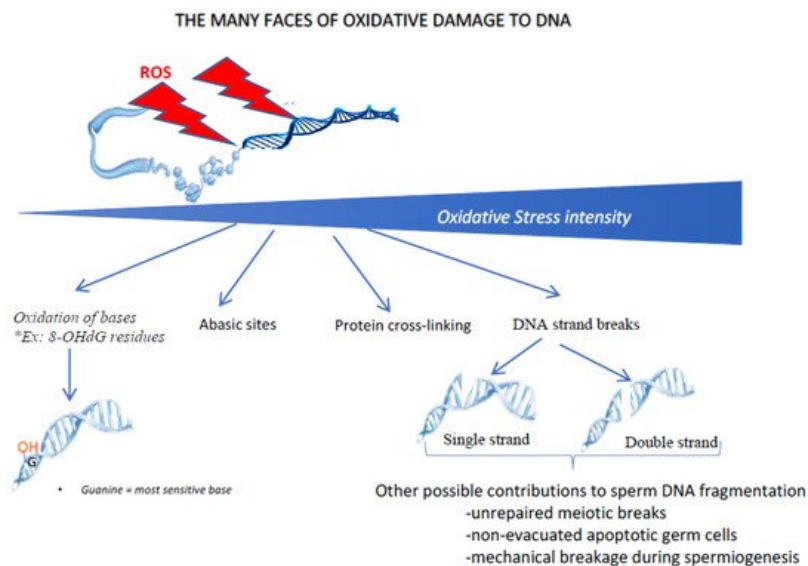 THE MANY FACES OF OXIDATIVE DAMAGE TO DNA
ROS
Oxidative Stress intensity
Oxidation of bases
*Ex: 8-OHdG residues
Abasic sites
Protein cross-linking
DNA strand breaks
OH
G
• Guanine = most sensitive base
Single strand
Double strand
Other possible contributions to sperm DNA fragmentation
-unrepaired meiotic breaks
-non-evacuated apoptotic germ cells
-mechanical breakage during spermiogenesis